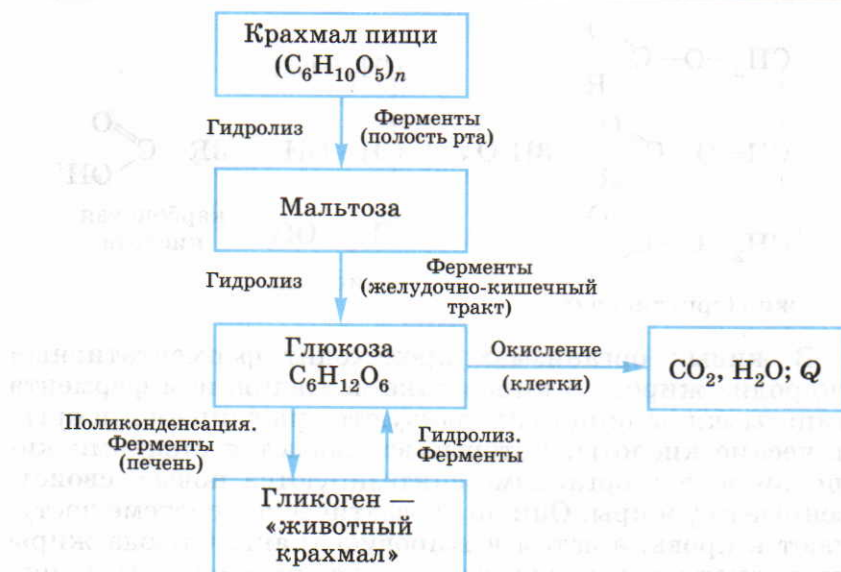 Крахмал пищи
(C₆H₁₀O₅)ₙ
Гидролиз
Ферменты
(полость рта)
Мальтоза
Гидролиз
Ферменты
(желудочно-кишечный
тракт)
Глюкоза
C₆H₁₂O₆
Окисление
(клетки)
CO₂, H₂O; Q
Поликонденсация.
Ферменты
(печень)
Гидролиз.
Ферменты
Гликоген —
«животный
крахмал»